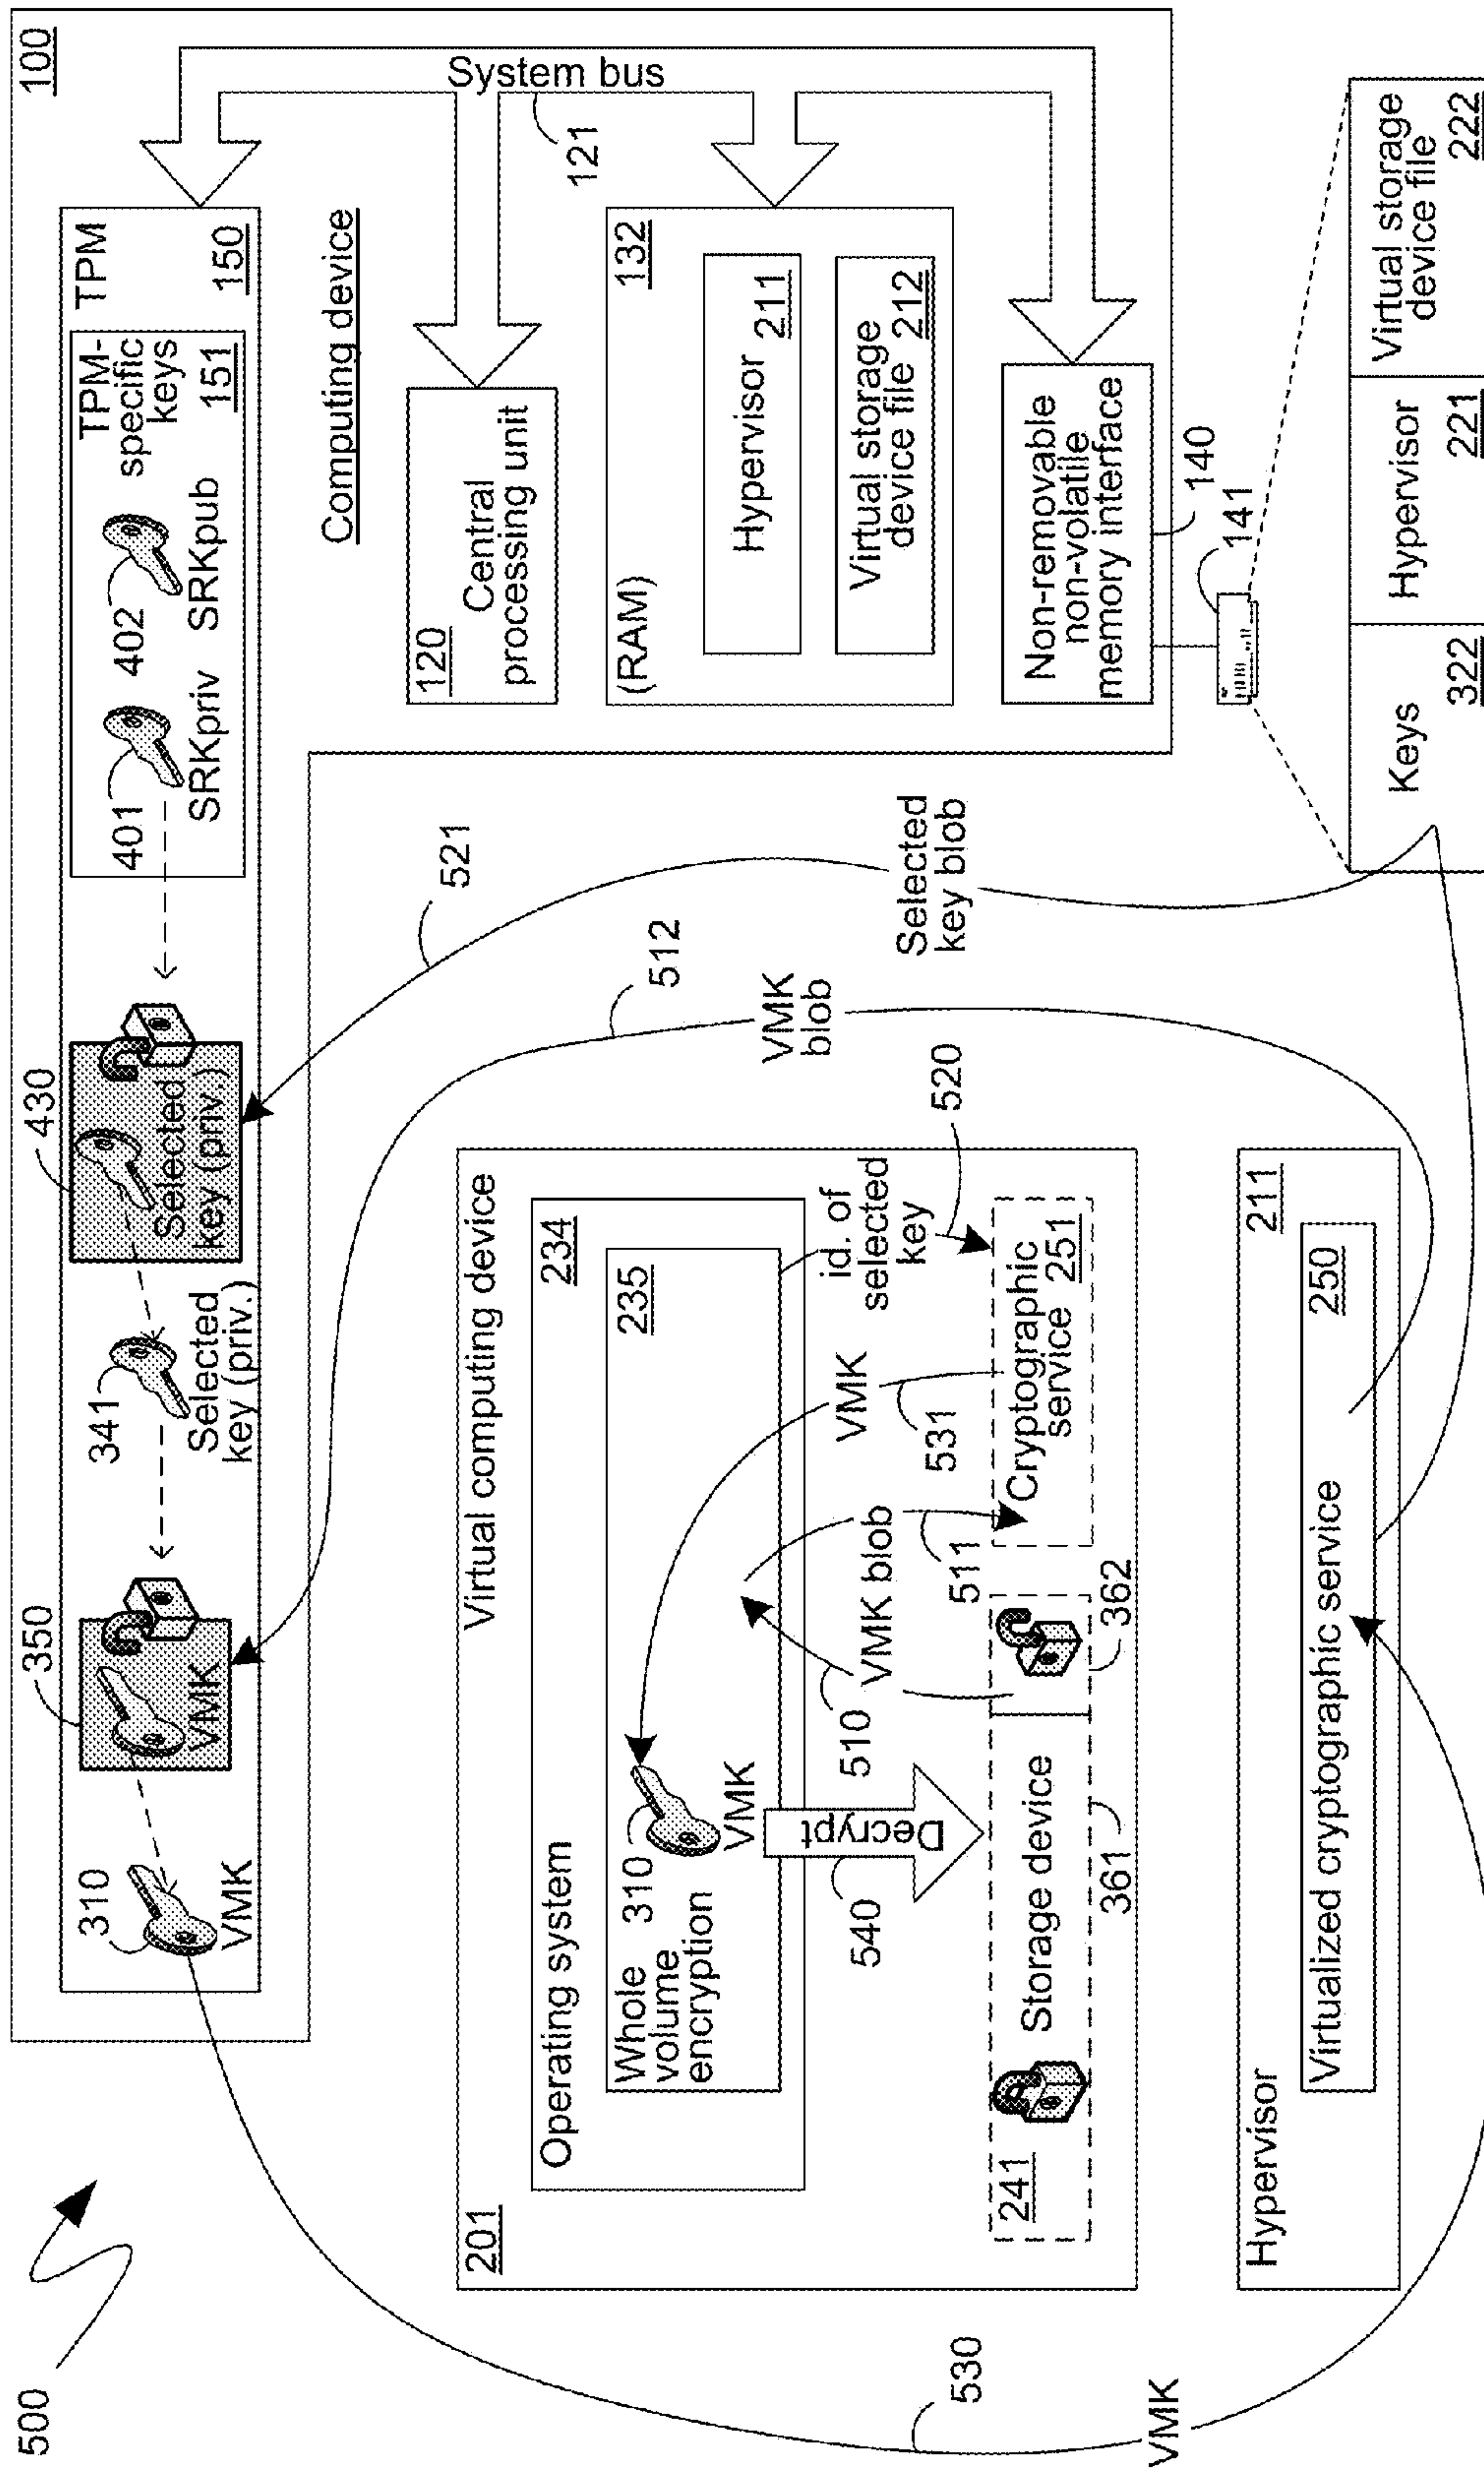 500
100
310
VMK
350
VMK
341
Selected
key (priv.)
430
Selected
key (priv.)
401
SRKpriv
402
SRKpub
TPM-
specific
keys
151
TPM
150
Computing device
System bus
121
120
Central
processing unit
(RAM)
132
Hypervisor
211
Virtual storage
device file
212
Non-removable
non-volatile
memory interface
140
141
Keys
322
Hypervisor
221
Virtual storage
device file
222
521
Selected
key blob
512
VMK
blob
201
Virtual computing device
Operating system
234
Whole
volume
encryption
235
310
VMK
540
Decrypt
510
VMK blob
511
VMK
531
id. of
selected
key
520
241
Storage device
361
362
Cryptographic
service
251
Hypervisor
211
Virtualized cryptographic service
250
530
VMK